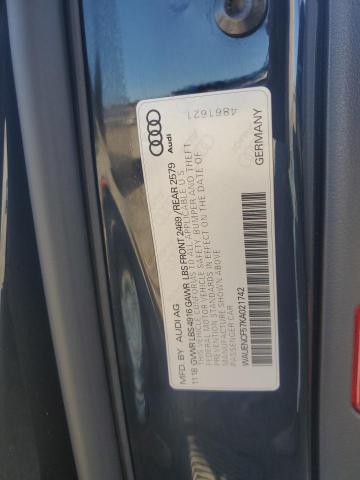 Audi
4861621
MFD BY AUDI AG
11.18 GVWR LBS 4916 GAWR LBS FRONT 2469/REAR 2579
THIS VEHICLE CONFORMS TO ALL APPLICABLE U.S.
FEDERAL MOTOR VEHICLE SAFETY, BUMPER AND THEFT
STANDARDS IN EFFECT ON THE DATE OF
MANUFACTURE SHOWN ABOVE
PASSENGER CAR
WAUENCF57KA021742
GERMANY